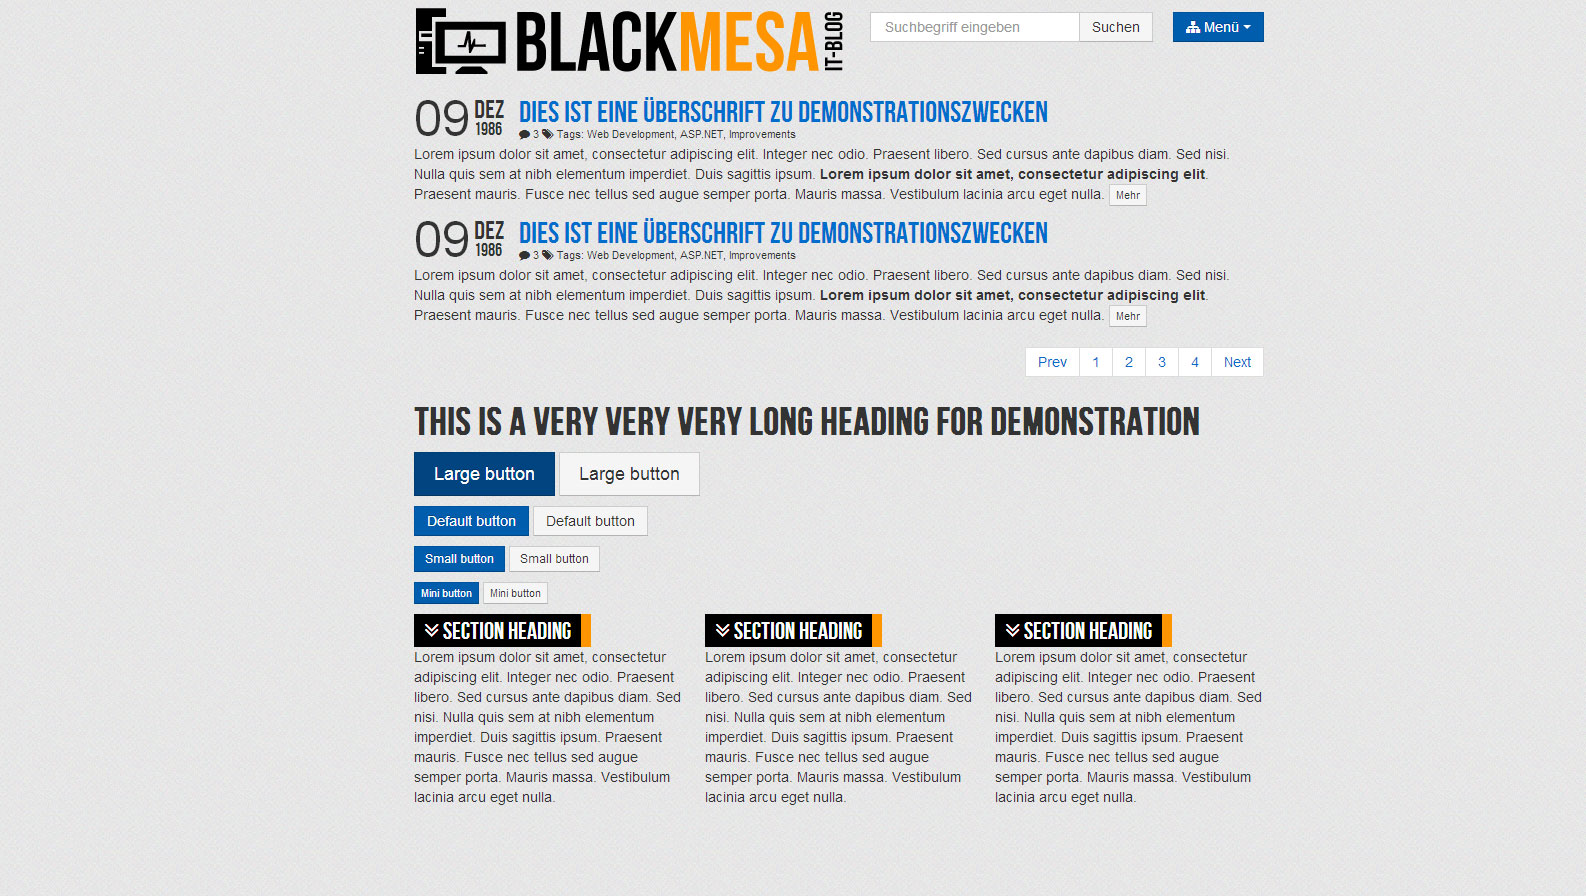 BLACKMESA IT-BLOG
Suchbegriff eingeben Suchen Menü
09 DEZ 1986
DIES IST EINE ÜBERSCHRIFT ZU DEMONSTRATIONSZWECKEN
3 Tags: Web Development, ASP.NET, Improvements
Lorem ipsum dolor sit amet, consectetur adipiscing elit. Integer nec odio. Praesent libero. Sed cursus ante dapibus diam. Sed nisi.
Nulla quis sem at nibh elementum imperdiet. Duis sagittis ipsum. Lorem ipsum dolor sit amet, consectetur adipiscing elit.
Praesent mauris. Fusce nec tellus sed augue semper porta. Mauris massa. Vestibulum lacinia arcu eget nulla. Mehr
09 DEZ 1986
DIES IST EINE ÜBERSCHRIFT ZU DEMONSTRATIONSZWECKEN
3 Tags: Web Development, ASP.NET, Improvements
Lorem ipsum dolor sit amet, consectetur adipiscing elit. Integer nec odio. Praesent libero. Sed cursus ante dapibus diam. Sed nisi.
Nulla quis sem at nibh elementum imperdiet. Duis sagittis ipsum. Lorem ipsum dolor sit amet, consectetur adipiscing elit.
Praesent mauris. Fusce nec tellus sed augue semper porta. Mauris massa. Vestibulum lacinia arcu eget nulla. Mehr
Prev 1 2 3 4 Next
THIS IS A VERY VERY VERY LONG HEADING FOR DEMONSTRATION
Large button Large button
Default button Default button
Small button Small button
Mini button Mini button
SECTION HEADING
Lorem ipsum dolor sit amet, consectetur
adipiscing elit. Integer nec odio. Praesent
libero. Sed cursus ante dapibus diam. Sed
nisi. Nulla quis sem at nibh elementum
imperdiet. Duis sagittis ipsum. Praesent
mauris. Fusce nec tellus sed augue
semper porta. Mauris massa. Vestibulum
lacinia arcu eget nulla.
SECTION HEADING
Lorem ipsum dolor sit amet, consectetur
adipiscing elit. Integer nec odio. Praesent
libero. Sed cursus ante dapibus diam. Sed
nisi. Nulla quis sem at nibh elementum
imperdiet. Duis sagittis ipsum. Praesent
mauris. Fusce nec tellus sed augue
semper porta. Mauris massa. Vestibulum
lacinia arcu eget nulla.
SECTION HEADING
Lorem ipsum dolor sit amet, consectetur
adipiscing elit. Integer nec odio. Praesent
libero. Sed cursus ante dapibus diam. Sed
nisi. Nulla quis sem at nibh elementum
imperdiet. Duis sagittis ipsum. Praesent
mauris. Fusce nec tellus sed augue
semper porta. Mauris massa. Vestibulum
lacinia arcu eget nulla.